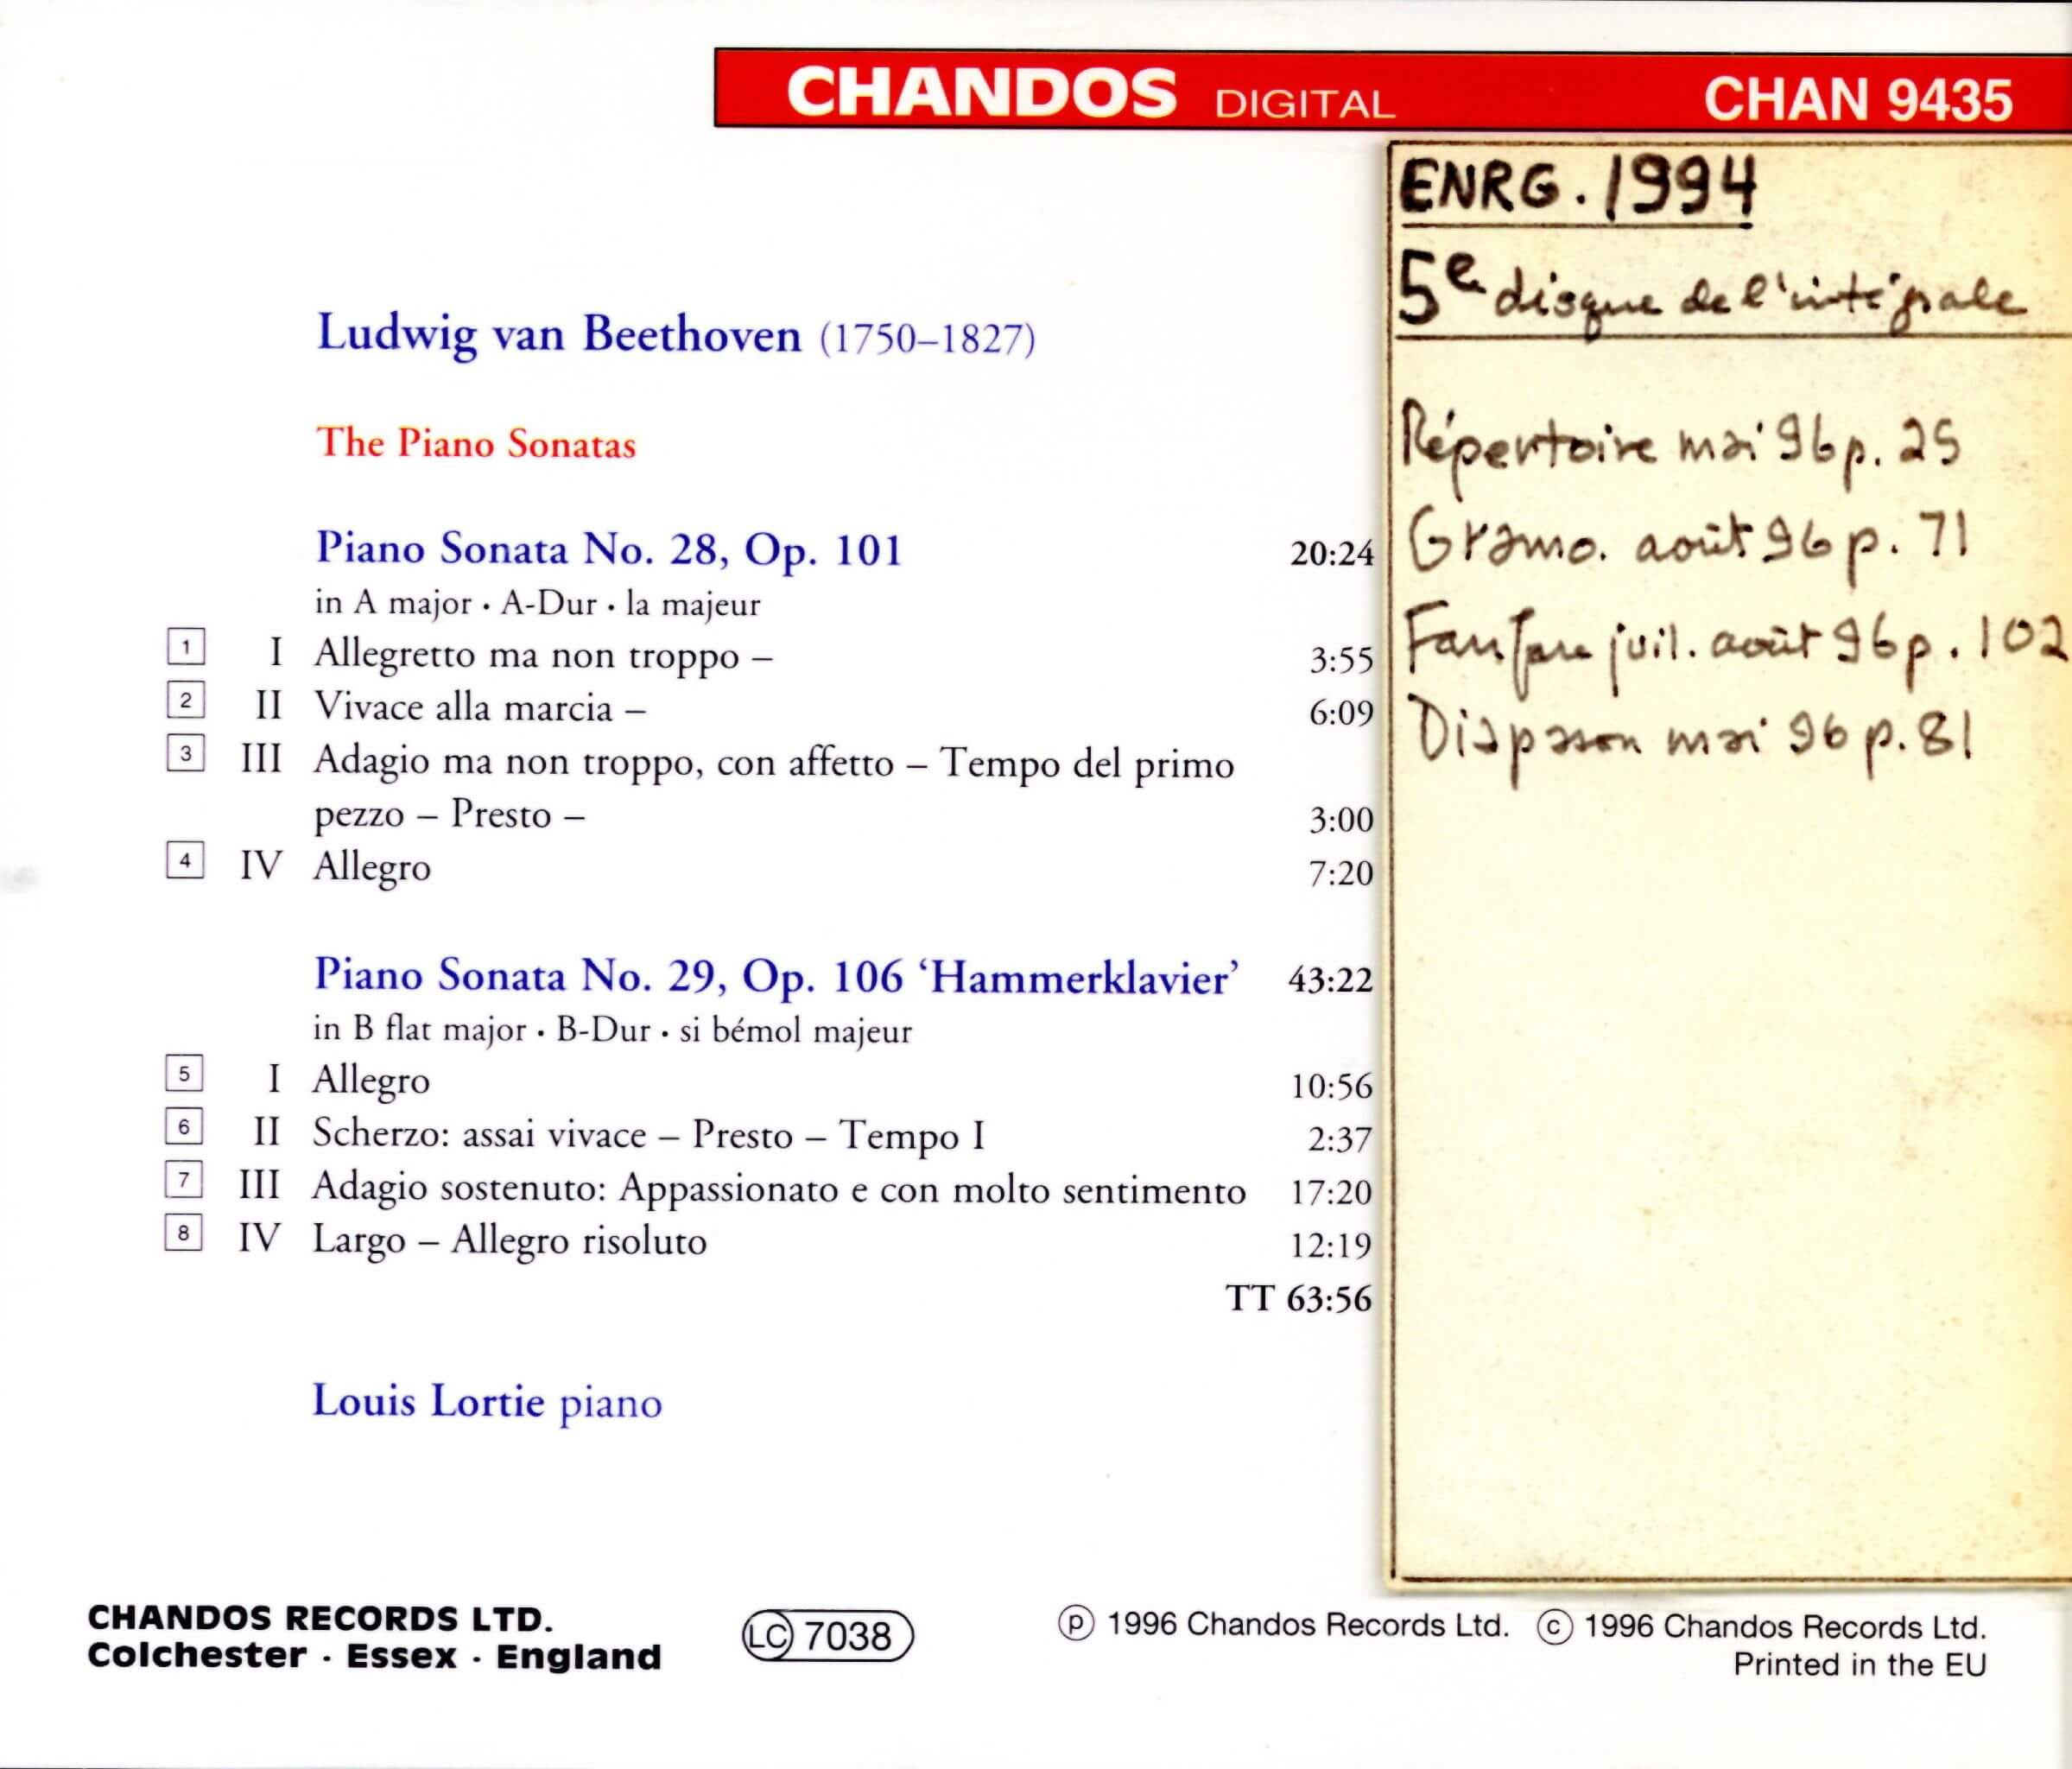 CHANDOS DIGITAL CHAN 9435
ENRG. 1994
5e disque de l'intégrale
Répertoire mai 96 p. 25
Gramo. août 96 p. 71
Fanfare juil. août 96 p. 102
Diapason mai 96 p. 81
Ludwig van Beethoven (1750–1827)
The Piano Sonatas
Piano Sonata No. 28, Op. 101 20:24
in A major · A-Dur · la majeur
1 I Allegretto ma non troppo – 3:55
2 II Vivace alla marcia – 6:09
3 III Adagio ma non troppo, con affetto – Tempo del primo
pezzo – Presto – 3:00
4 IV Allegro 7:20
Piano Sonata No. 29, Op. 106 ‘Hammerklavier’ 43:22
in B flat major · B-Dur · si bémol majeur
5 I Allegro 10:56
6 II Scherzo: assai vivace – Presto – Tempo I 2:37
7 III Adagio sostenuto: Appassionato e con molto sentimento 17:20
8 IV Largo – Allegro risoluto 12:19
TT 63:56
Louis Lortie piano
CHANDOS RECORDS LTD.
Colchester · Essex · England
LC 7038
℗ 1996 Chandos Records Ltd. © 1996 Chandos Records Ltd.
Printed in the EU